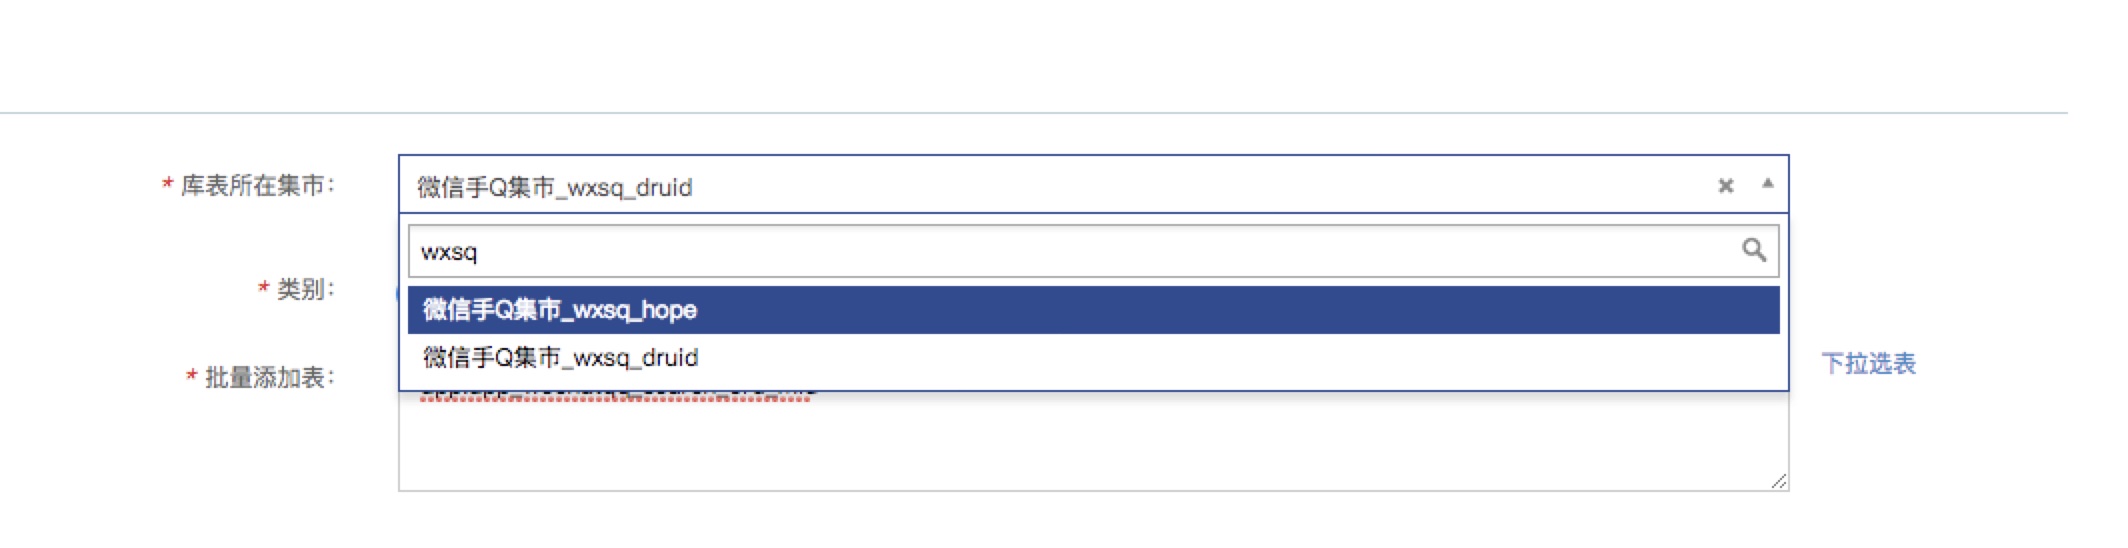 * 库表所在集市：
微信手Q集市_wxsq_druid
wxsq
* 类别：
微信手Q集市_wxsq_hope
微信手Q集市_wxsq_druid
* 批量添加表：
下拉选表